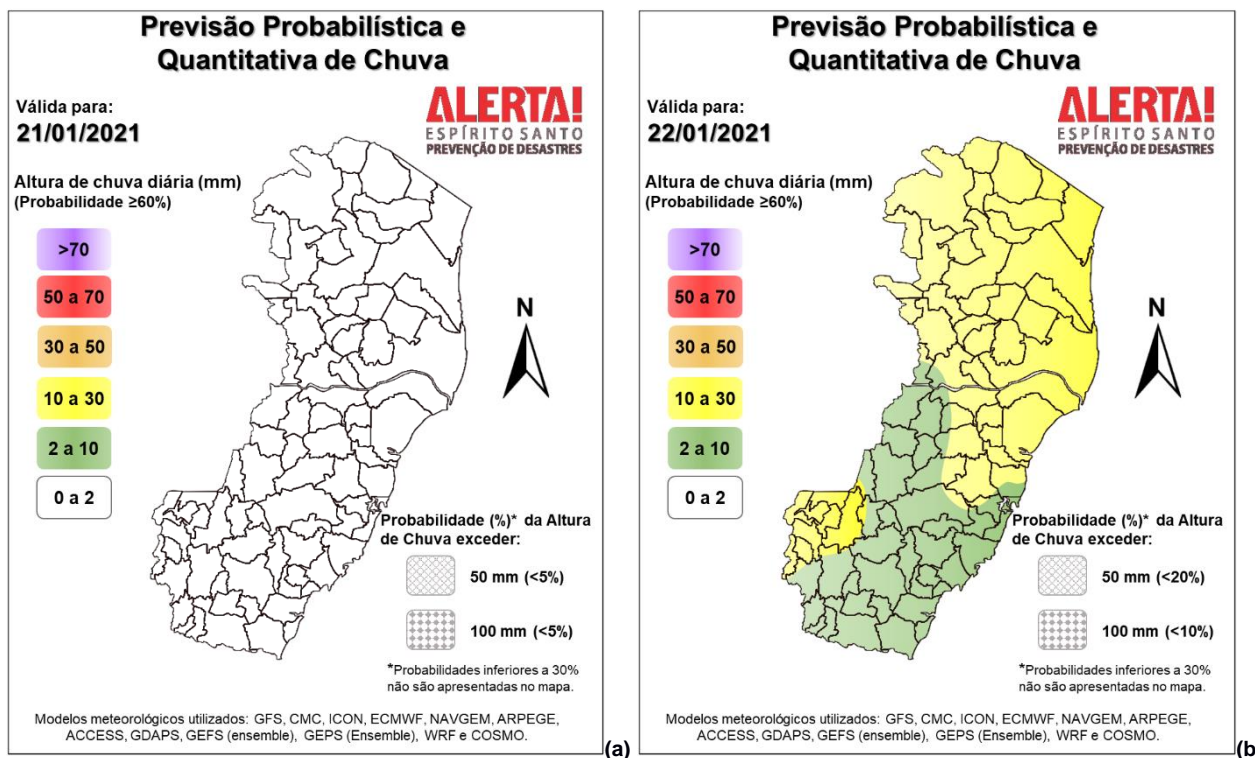 Previsão Probabilística e
Quantitativa de Chuva
Válida para:
21/01/2021
ALERTA!
ESPÍRITO SANTO
PREVENÇÃO DE DESASTRES
Altura de chuva diária (mm)
(Probabilidade ≥60%)
>70
50 a 70
30 a 50
10 a 30
2 a 10
0 a 2
N
Probabilidade (%)* da Altura
de Chuva exceder:
50 mm (<5%)
100 mm (<5%)
*Probabilidades inferiores a 30%
não são apresentadas no mapa.
Modelos meteorológicos utilizados: GFS, CMC, ICON, ECMWF, NAVGEM, ARPEGE,
ACCESS, GDAPS, GEFS (ensemble), GEPS (Ensemble), WRF e COSMO.
(a)
Previsão Probabilística e
Quantitativa de Chuva
Válida para:
22/01/2021
ALERTA!
ESPÍRITO SANTO
PREVENÇÃO DE DESASTRES
Altura de chuva diária (mm)
(Probabilidade ≥60%)
>70
50 a 70
30 a 50
10 a 30
2 a 10
0 a 2
N
Probabilidade (%)* da Altura
de Chuva exceder:
50 mm (<20%)
100 mm (<10%)
*Probabilidades inferiores a 30%
não são apresentadas no mapa.
Modelos meteorológicos utilizados: GFS, CMC, ICON, ECMWF, NAVGEM, ARPEGE,
ACCESS, GDAPS, GEFS (ensemble), GEPS (Ensemble), WRF e COSMO.
(b